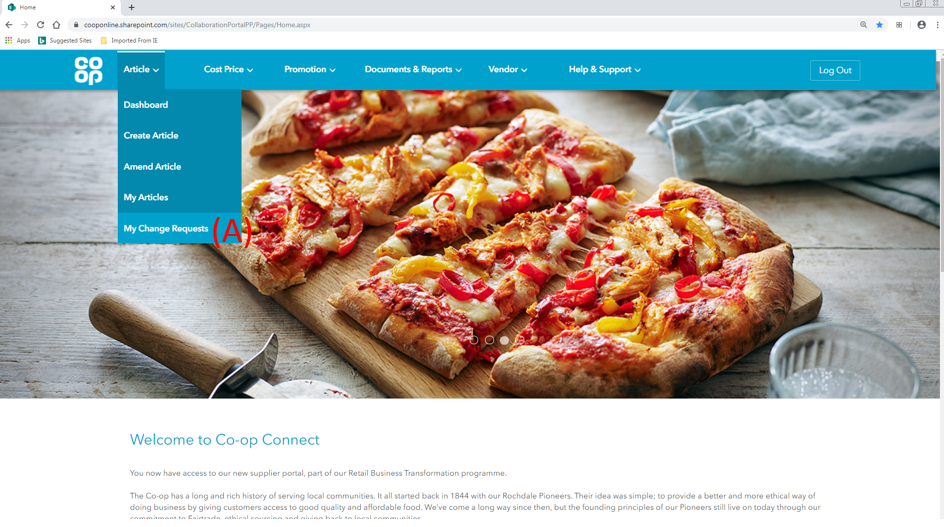 Home
cooponline.sharepoint.com/sites/CollaborationPortalPP/Pages/Home.aspx
Apps Suggested Sites Imported From IE
co
op
Article Cost Price Promotion Documents & Reports Vendor Help & Support Log Out
Dashboard
Create Article
Amend Article
My Articles
My Change Requests (A)
Welcome to Co-op Connect
You now have access to our new supplier portal, part of our Retail Business Transformation programme.
The Co-op has a long and rich history of serving local communities. It all started back in 1844 with our Rochdale Pioneers. Their idea was simple; to provide a better and more ethical way of
doing business by giving customers access to good quality and affordable food. We've come a long way since then, but the founding principles of our Pioneers still live on today through our
commitment to Fairtrade, ethical sourcing and giving back to local communities.